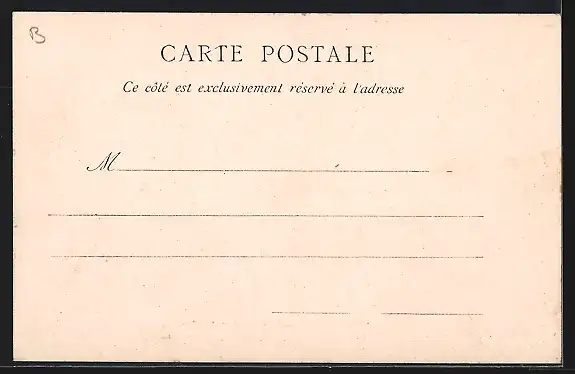 B
CARTE POSTALE
Ce côté est exclusivement réservé à l'adresse
M